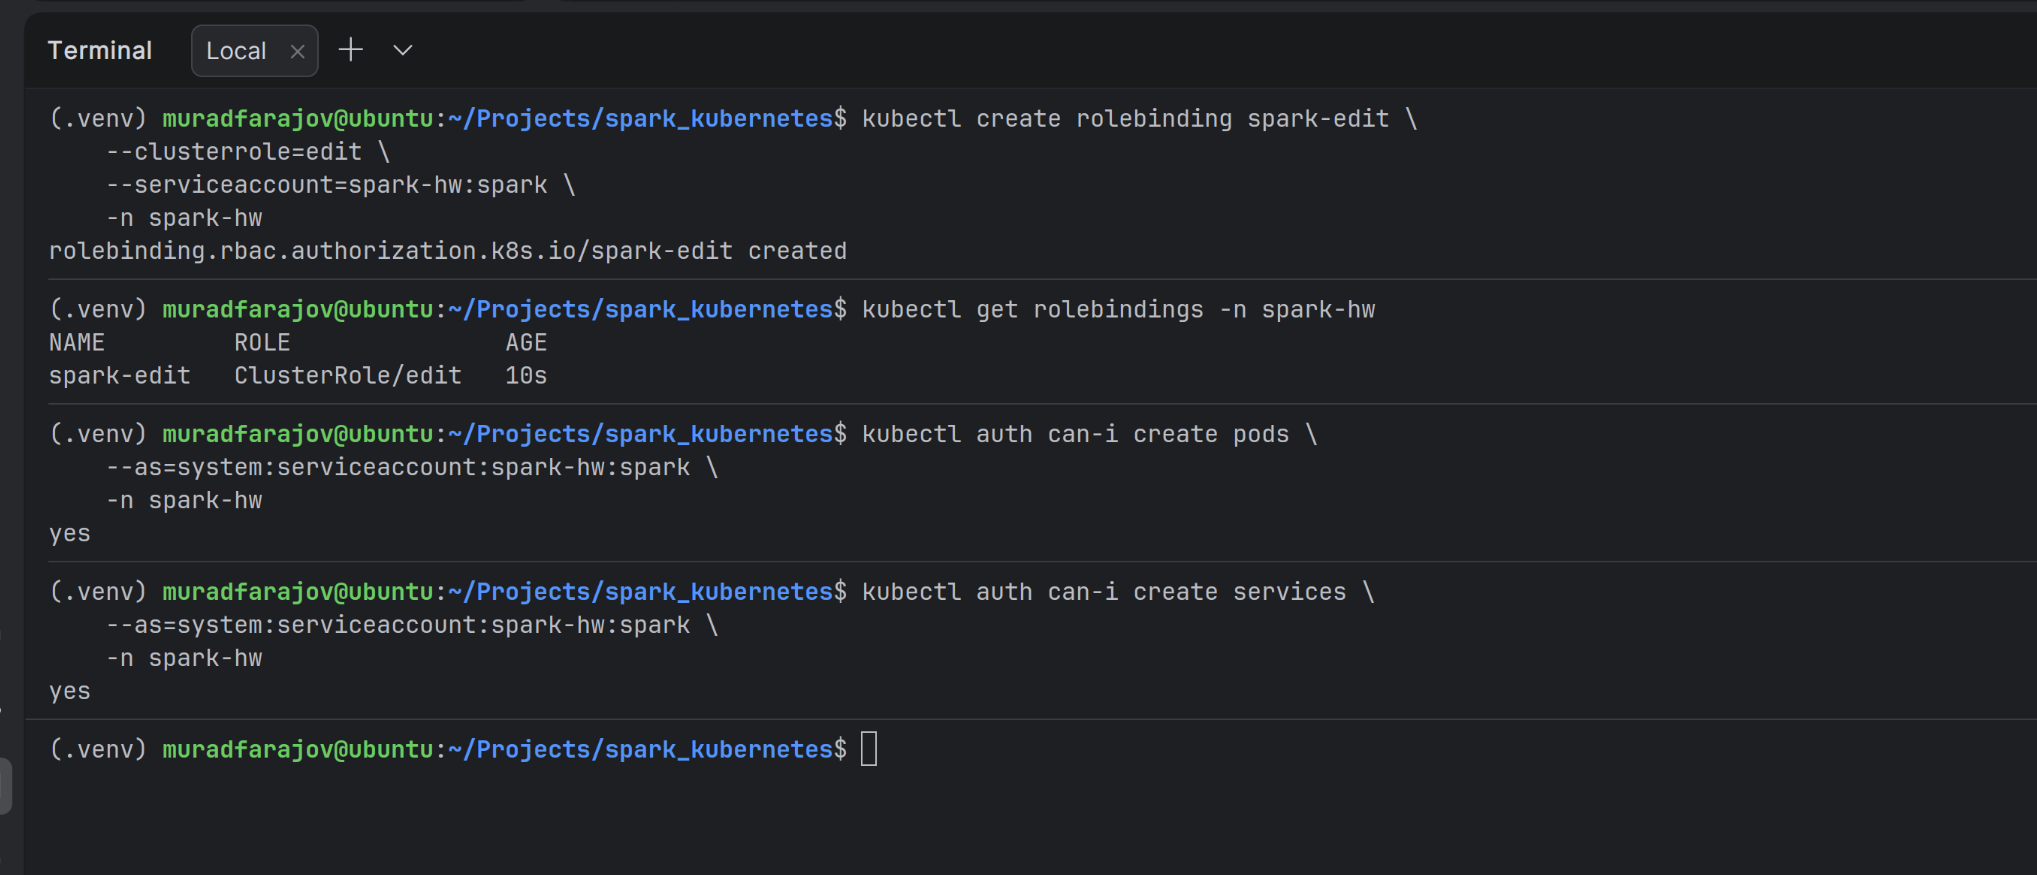 Terminal Local
(.venv) muradfarajov@ubuntu:~/Projects/spark_kubernetes$ kubectl create rolebinding spark-edit \
    --clusterrole=edit \
    --serviceaccount=spark-hw:spark \
    -n spark-hw
rolebinding.rbac.authorization.k8s.io/spark-edit created
(.venv) muradfarajov@ubuntu:~/Projects/spark_kubernetes$ kubectl get rolebindings -n spark-hw
NAME         ROLE               AGE
spark-edit   ClusterRole/edit   10s
(.venv) muradfarajov@ubuntu:~/Projects/spark_kubernetes$ kubectl auth can-i create pods \
    --as=system:serviceaccount:spark-hw:spark \
    -n spark-hw
yes
(.venv) muradfarajov@ubuntu:~/Projects/spark_kubernetes$ kubectl auth can-i create services \
    --as=system:serviceaccount:spark-hw:spark \
    -n spark-hw
yes
(.venv) muradfarajov@ubuntu:~/Projects/spark_kubernetes$